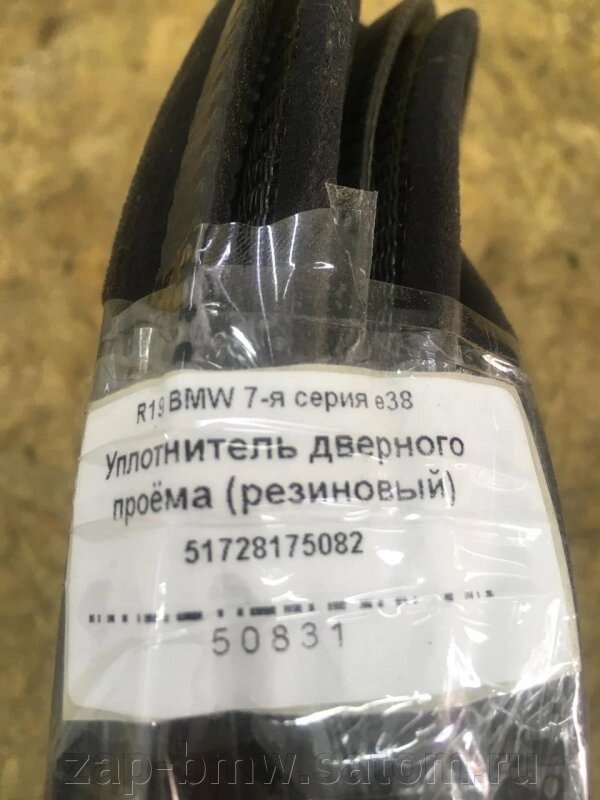 R19 BMW 7-я серия e38
Уплотнитель дверного
проёма (резиновый)
51728175082
50831
zap-bmw.satom.ru